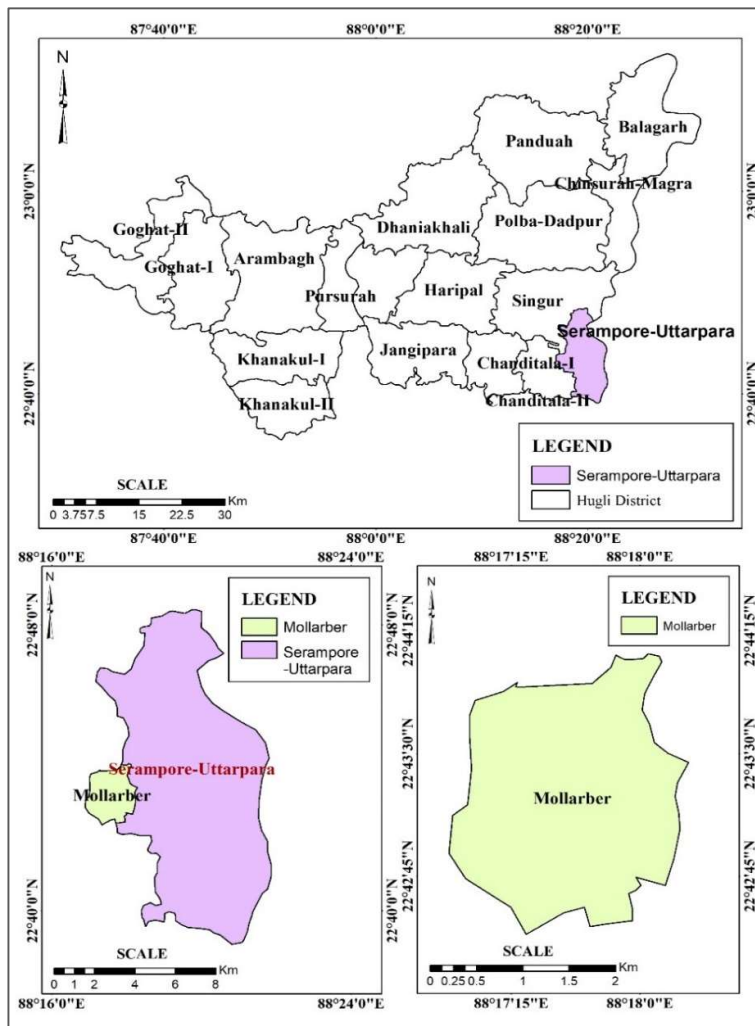 87°40'0"E 88°0'0"E 88°20'0"E
N
Balagarh
Panduah
Chinsurah-Magra
23°0'0"N 23°0'0"N
Goghat-II Dhaniakhali Polba-Dadpur
Goghat-I Arambagh
Pursurah Haripal Singur
Serampore-Uttarpara
Khanakul-I Jangipara Chanditala-I
22°40'0"N Khanakul-II Chanditala-II 22°40'0"N
LEGEND
Serampore-Uttarpara
Hugli District
SCALE
0 3.75 7.5 15 22.5 30 Km
87°40'0"E 88°0'0"E 88°20'0"E
88°16'0"E 88°24'0"E
N
LEGEND
Mollarber
Serampore
-Uttarpara
22°48'0"N 22°48'0"N
Serampore-Uttarpara
Mollarber
22°40'0"N 22°40'0"N
SCALE
0 1 2 4 6 8 Km
88°16'0"E 88°24'0"E
88°17'15"E 88°18'0"E
N
LEGEND
Mollarber
22°44'15"N 22°44'15"N
22°43'30"N 22°43'30"N
Mollarber
22°42'45"N 22°42'45"N
SCALE
0 0.25 0.5 1 1.5 2 Km
88°17'15"E 88°18'0"E